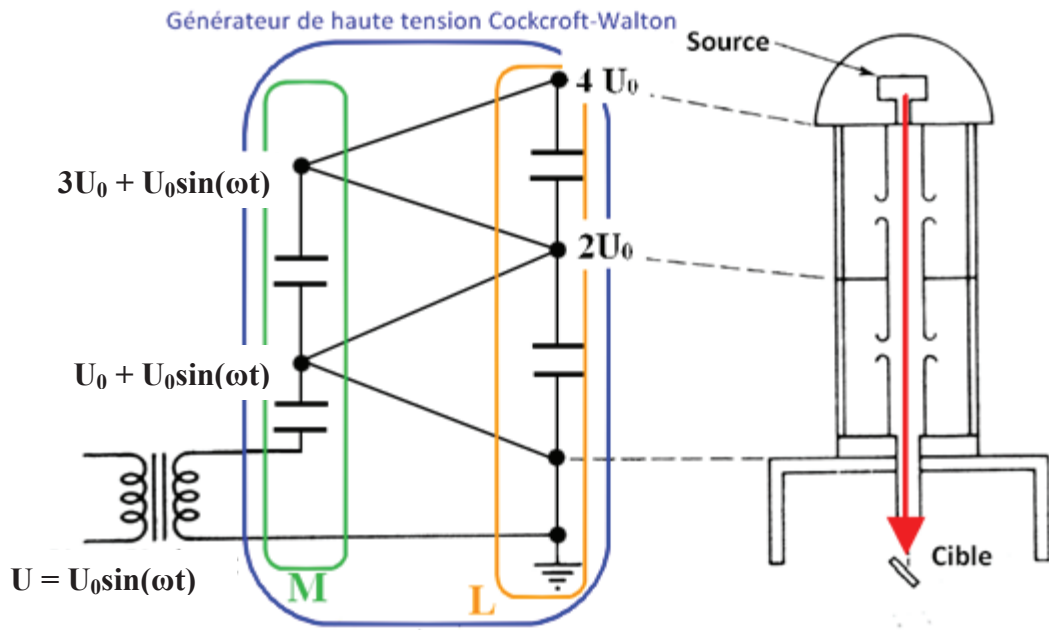 Générateur de haute tension Cockcroft-Walton
Source
4 U₀
3U₀ + U₀sin(ωt)
2U₀
U₀ + U₀sin(ωt)
U = U₀sin(ωt)
M
L
Cible